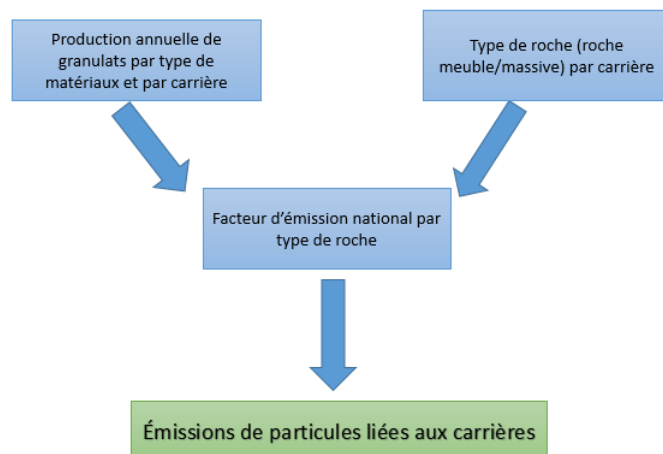 Production annuelle de
granulats par type de
matériaux et par carrière
Type de roche (roche
meuble/massive) par carrière
Facteur d'émission national par
type de roche
Émissions de particules liées aux carrières